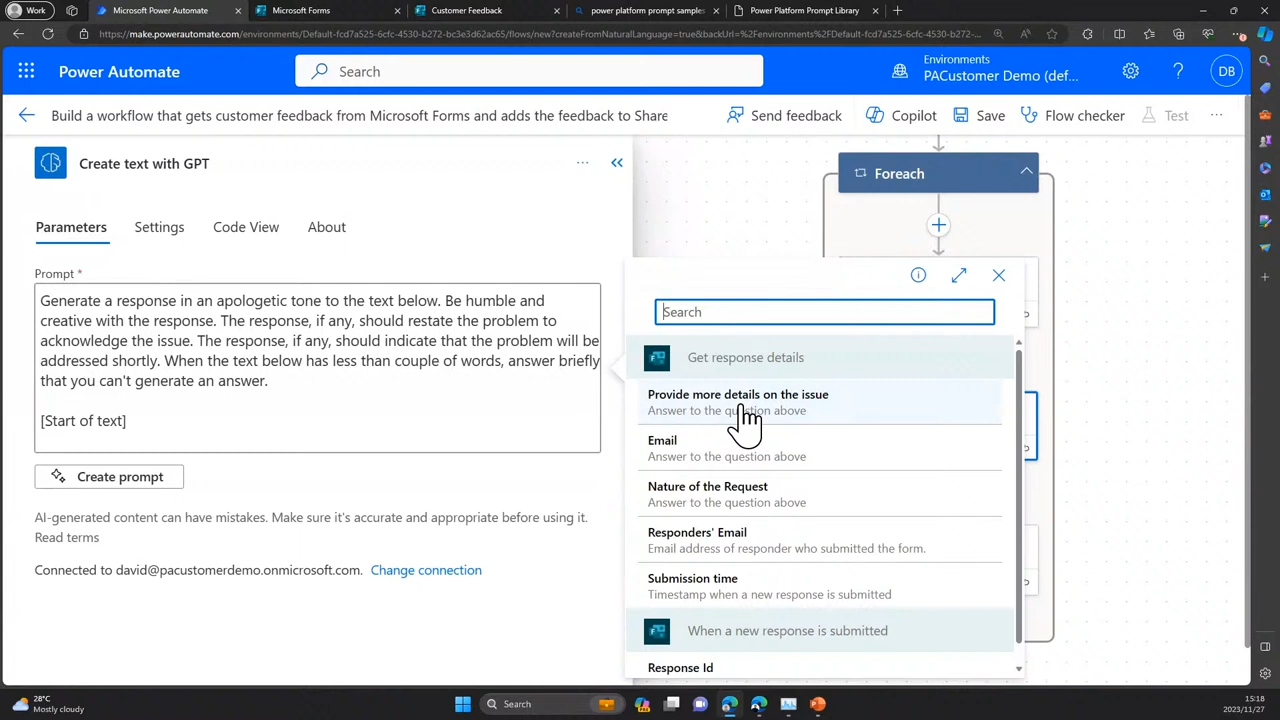 Work
Microsoft Power Automate
Microsoft Forms
Customer Feedback
power platform prompt samples
Power Platform Prompt Library
https://make.powerautomate.com/environments/Default-fcd7a525-6cfc-4530-b272-bc3e3d62ac65/flows/new?createFromNaturalLanguage=true&backUrl=%2Fenvironments%2FDefault-fcd7a525-6cfc-4530-b272-%2C...
Power Automate
Search
Environments
PACustomer Demo (def...
DB
Build a workflow that gets customer feedback from Microsoft Forms and adds the feedback to Share
Send feedback
Copilot
Save
Flow checker
Test
Create text with GPT
Parameters
Settings
Code View
About
Prompt *
Generate a response in an apologetic tone to the text below. Be humble and
creative with the response. The response, if any, should restate the problem to
acknowledge the issue. The response, if any, should indicate that the problem will be
addressed shortly. When the text below has less than couple of words, answer briefly
that you can't generate an answer.
[Start of text]
Create prompt
AI-generated content can have mistakes. Make sure it's accurate and appropriate before using it.
Read terms
Connected to david@pacustomerdemo.onmicrosoft.com. Change connection
Foreach
Search
Get response details
Provide more details on the issue
Answer to the question above
Email
Answer to the question above
Nature of the Request
Answer to the question above
Responders' Email
Email address of responder who submitted the form.
Submission time
Timestamp when a new response is submitted
When a new response is submitted
Response Id
28°C
Mostly cloudy
Search
15:18
2023/11/27